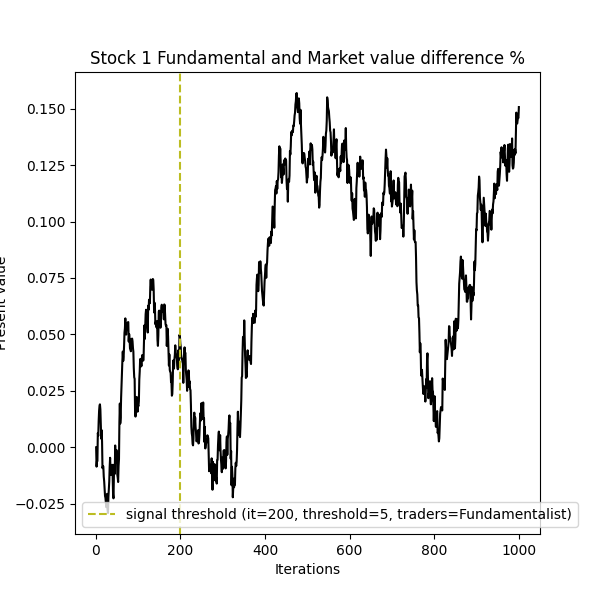 Stock 1 Fundamental and Market value difference %
0.150
0.125
0.100
0.075
0.050
0.025
0.000
−0.025
Present Value
signal threshold (it=200, threshold=5, traders=Fundamentalist)
0 200 400 600 800 1000
Iterations